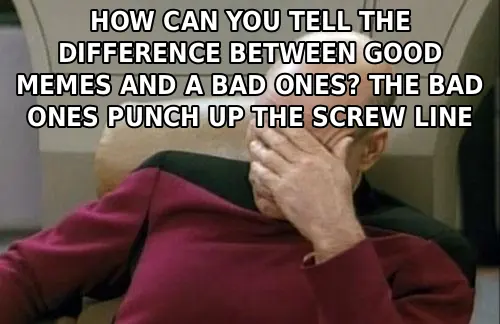 HOW CAN YOU TELL THE
DIFFERENCE BETWEEN GOOD
MEMES AND A BAD ONES? THE BAD
ONES PUNCH UP THE SCREW LINE